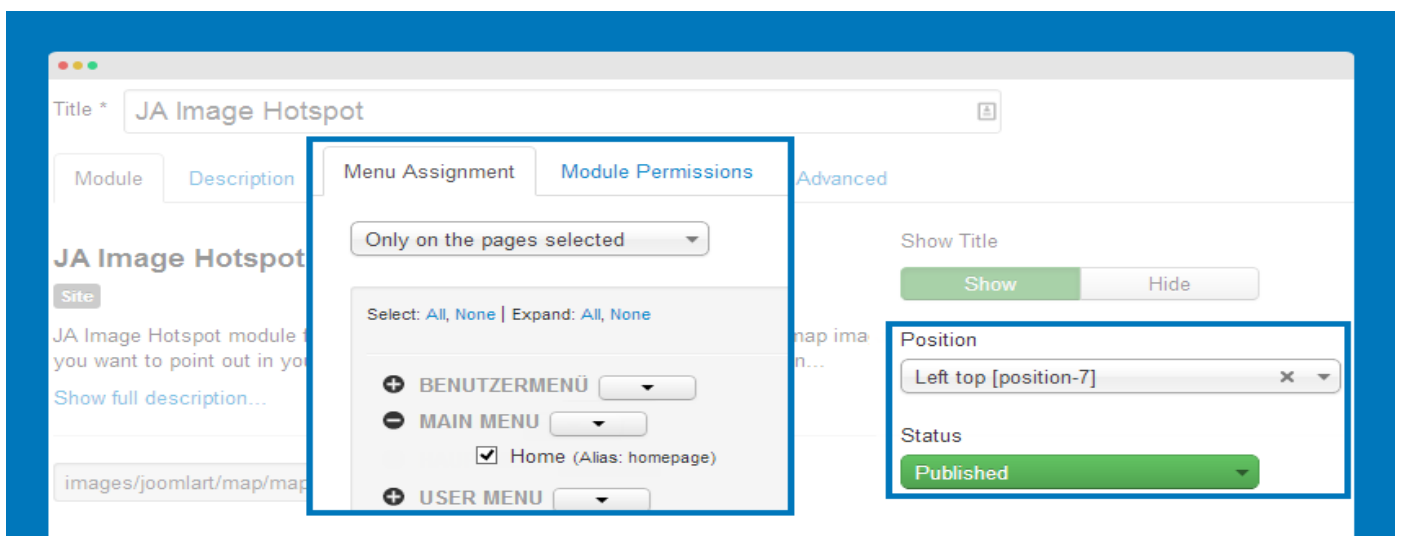 Title * JA Image Hotspot
Module Description Menu Assignment Module Permissions Advanced
Only on the pages selected
JA Image Hotspot
Site
JA Image Hotspot module
you want to point out in
Show full description...
images/joomlart/map/map
Select: All, None | Expand: All, None
BENUTZERMENÜ
MAIN MENU
Home (Alias: homepage)
USER MENU
map ima
n...
Show Title
Show Hide
Position
Left top [position-7]
Status
Published